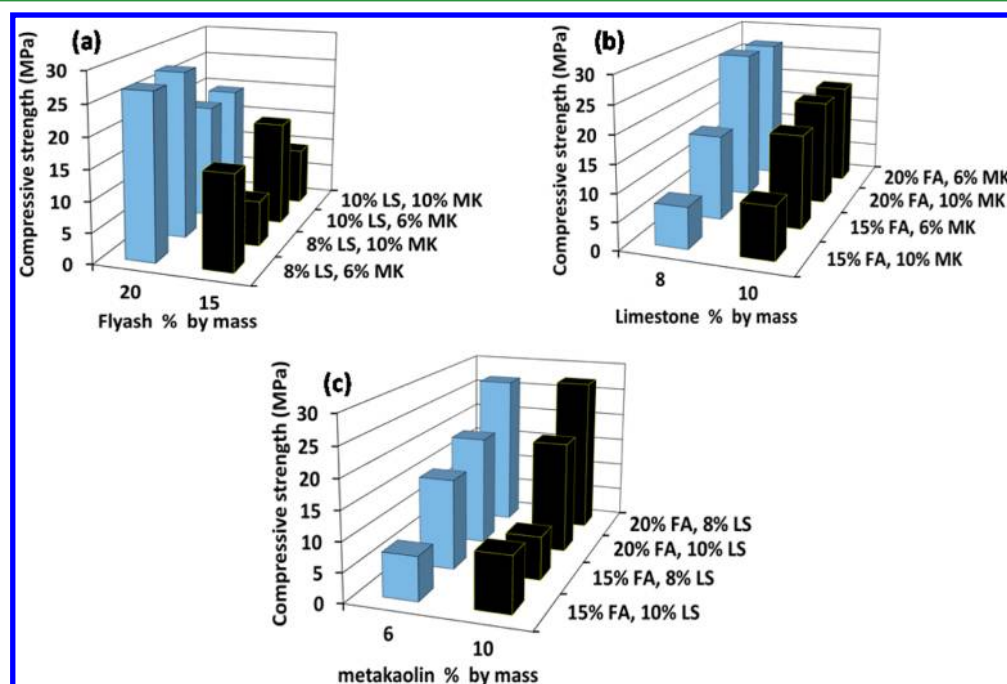 (a)
Compressive strength (MPa)
30
25
20
15
10
5
0
20
15
Flyash % by mass
10% LS, 10% MK
10% LS, 6% MK
8% LS, 10% MK
8% LS, 6% MK
(b)
Compressive strength (MPa)
30
25
20
15
10
5
0
8
10
Limestone % by mass
20% FA, 6% MK
20% FA, 10% MK
15% FA, 6% MK
15% FA, 10% MK
(c)
Compressive strength (MPa)
30
25
20
15
10
5
0
6
10
metakaolin % by mass
20% FA, 8% LS
20% FA, 10% LS
15% FA, 8% LS
15% FA, 10% LS